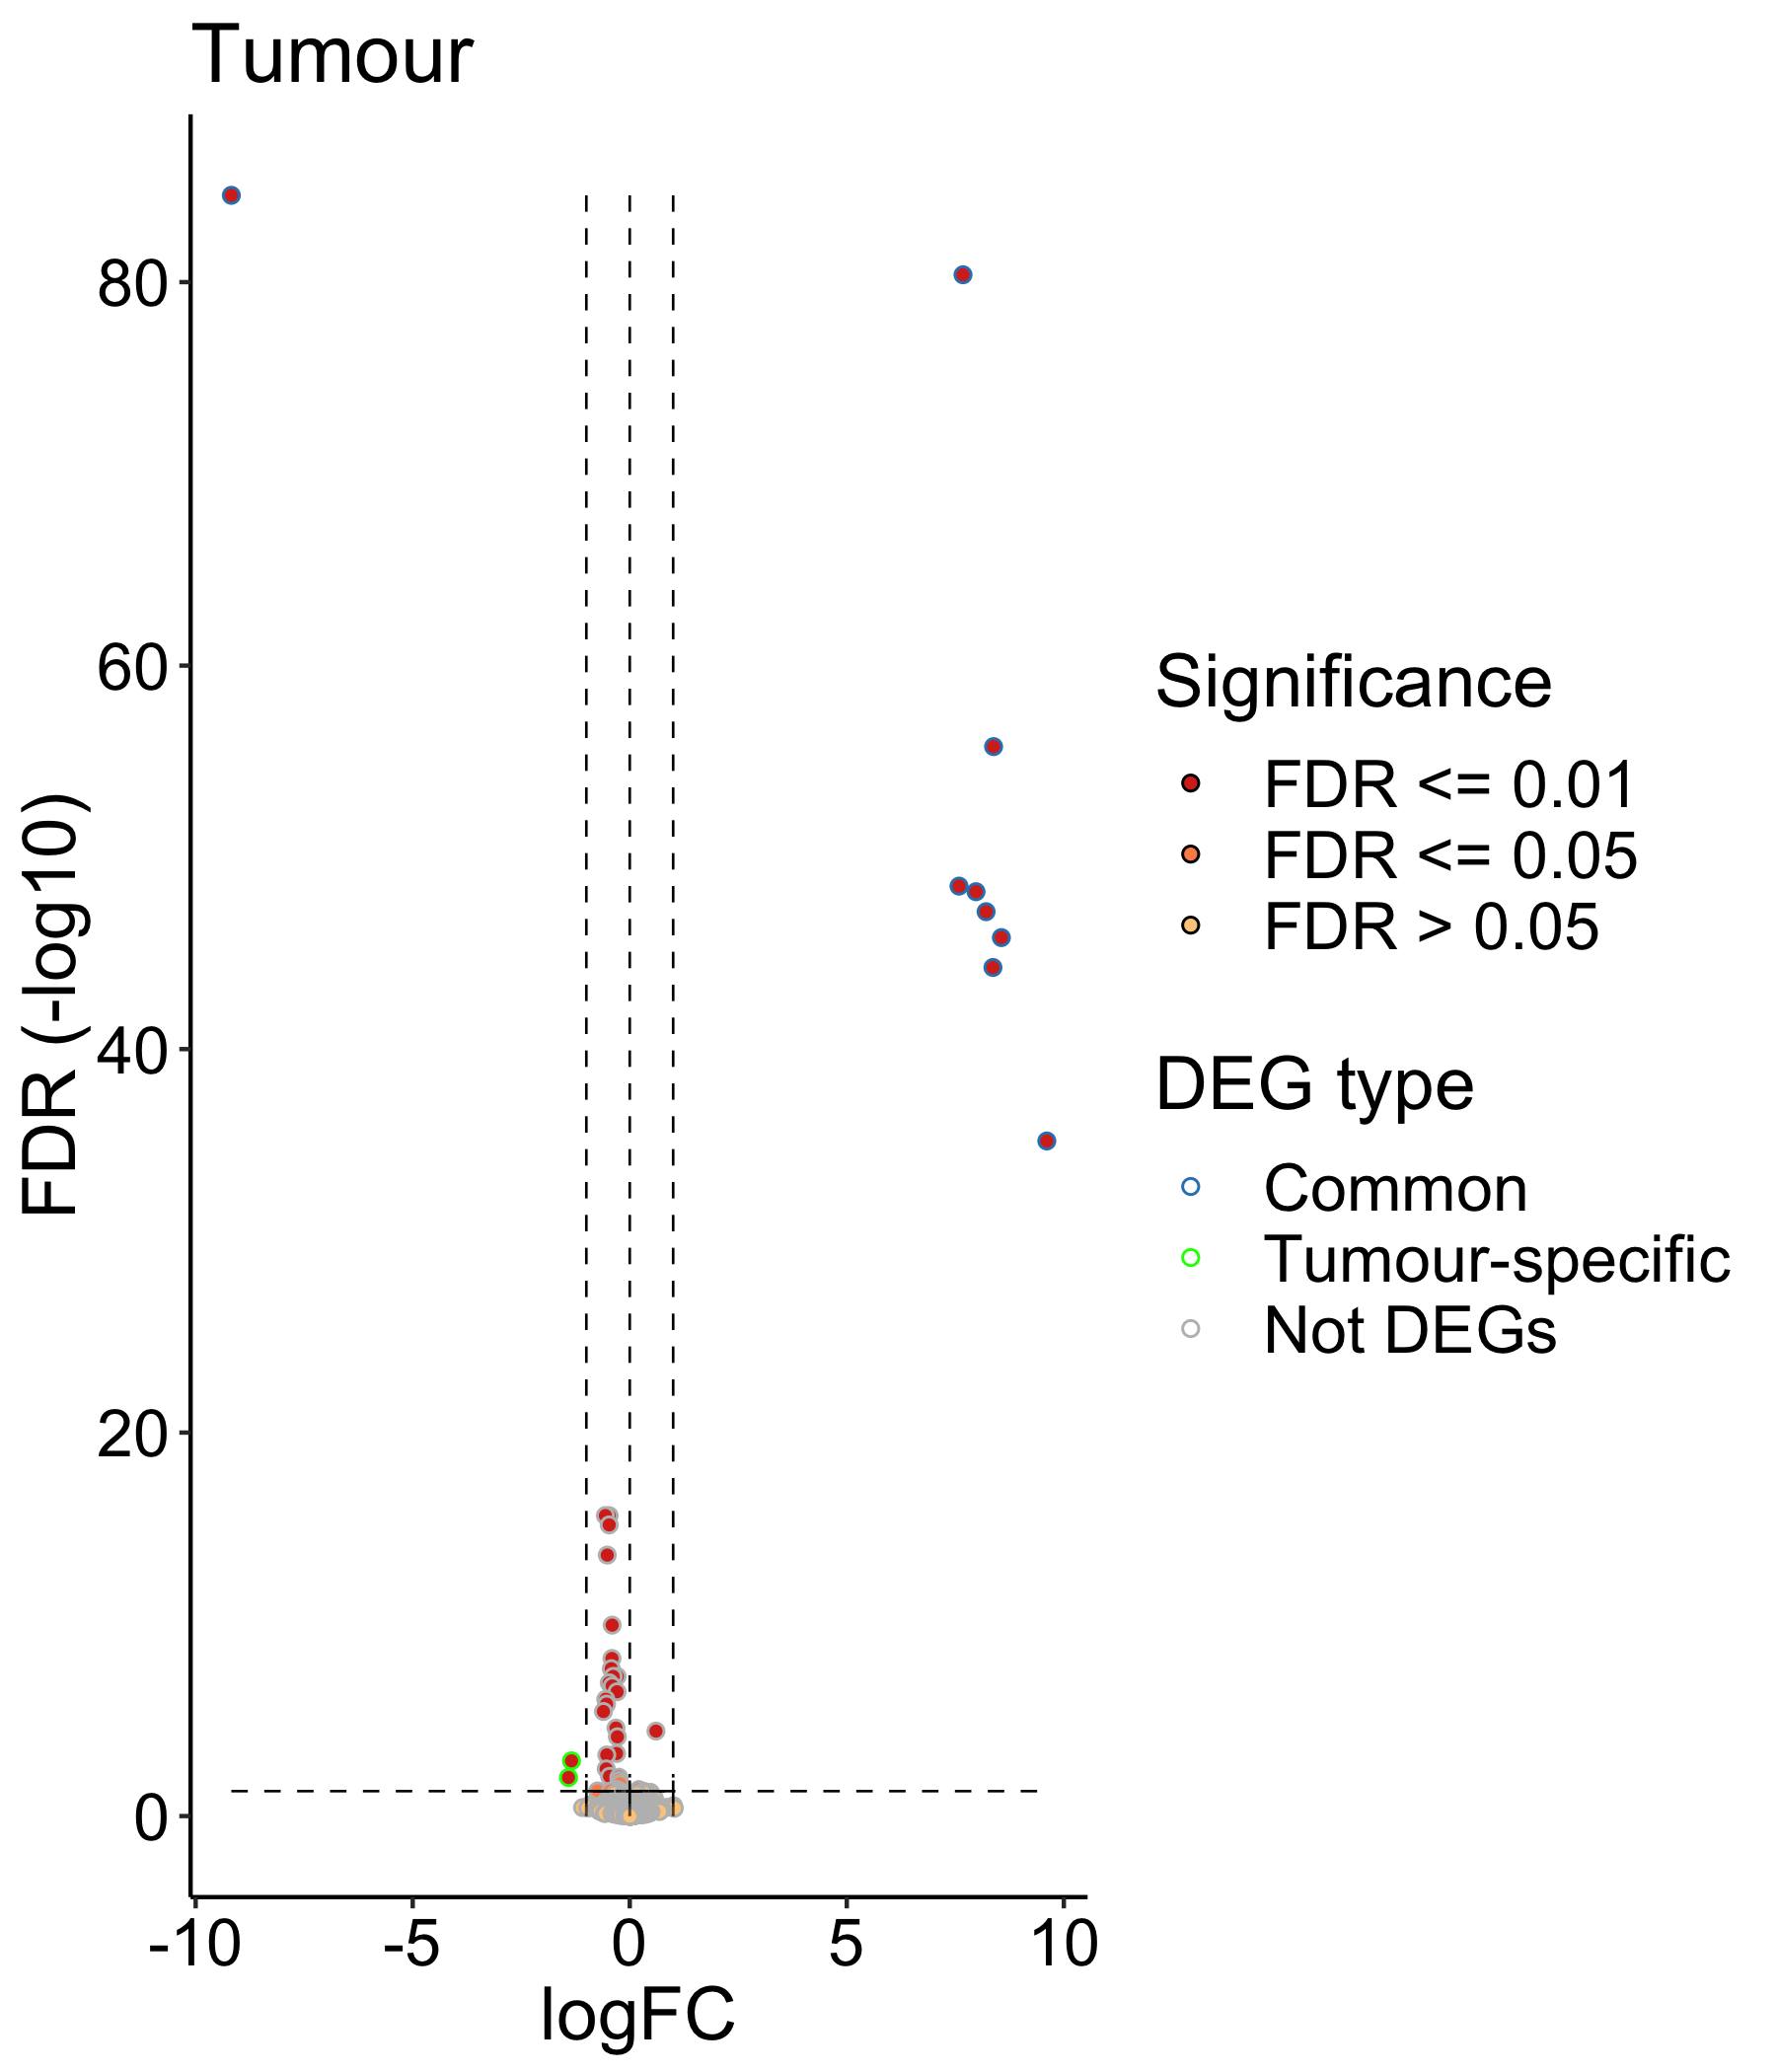 Tumour
FDR (-log10)
80
60
40
20
0
-10
-5
0
5
10
logFC
Significance
FDR <= 0.01
FDR <= 0.05
FDR > 0.05
DEG type
Common
Tumour-specific
Not DEGs